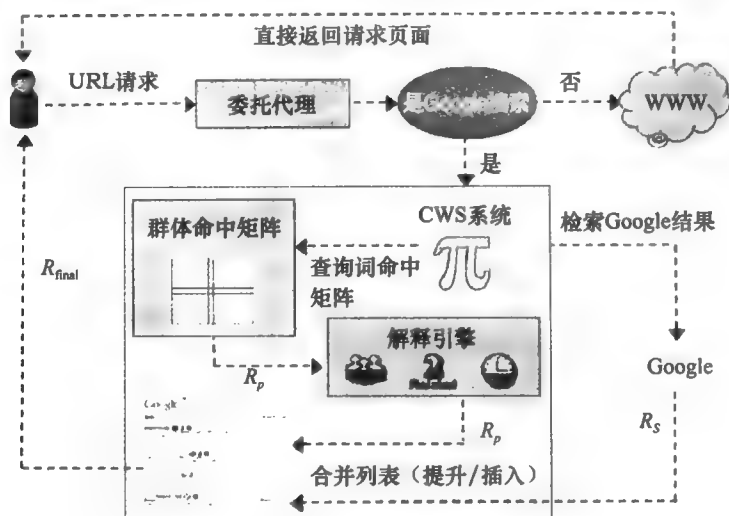 直接返回请求页面
URL请求
委托代理
否
WWW
是
群体命中矩阵
CWS系统
π
检索Google结果
查询词命中
矩阵
R_final
解释引擎
R_p
Google
R_p
R_S
合并列表（提升/插入）